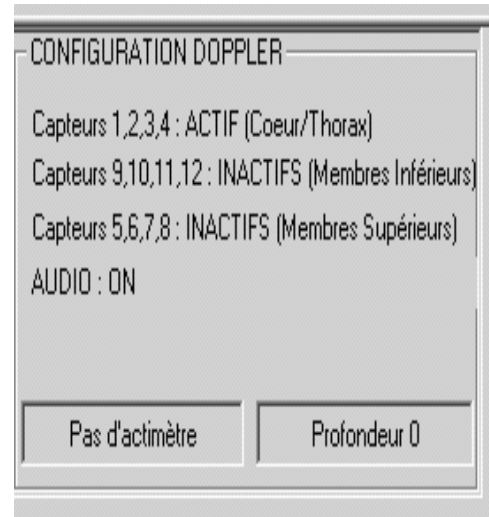 CONFIGURATION DOPPLER
Capteurs 1,2,3,4 : ACTIF (Coeur/Thorax)
Capteurs 9,10,11,12 : INACTIFS (Membres Inférieurs)
Capteurs 5,6,7,8 : INACTIFS (Membres Supérieurs)
AUDIO : ON
Pas d'actimètre
Profondeur 0